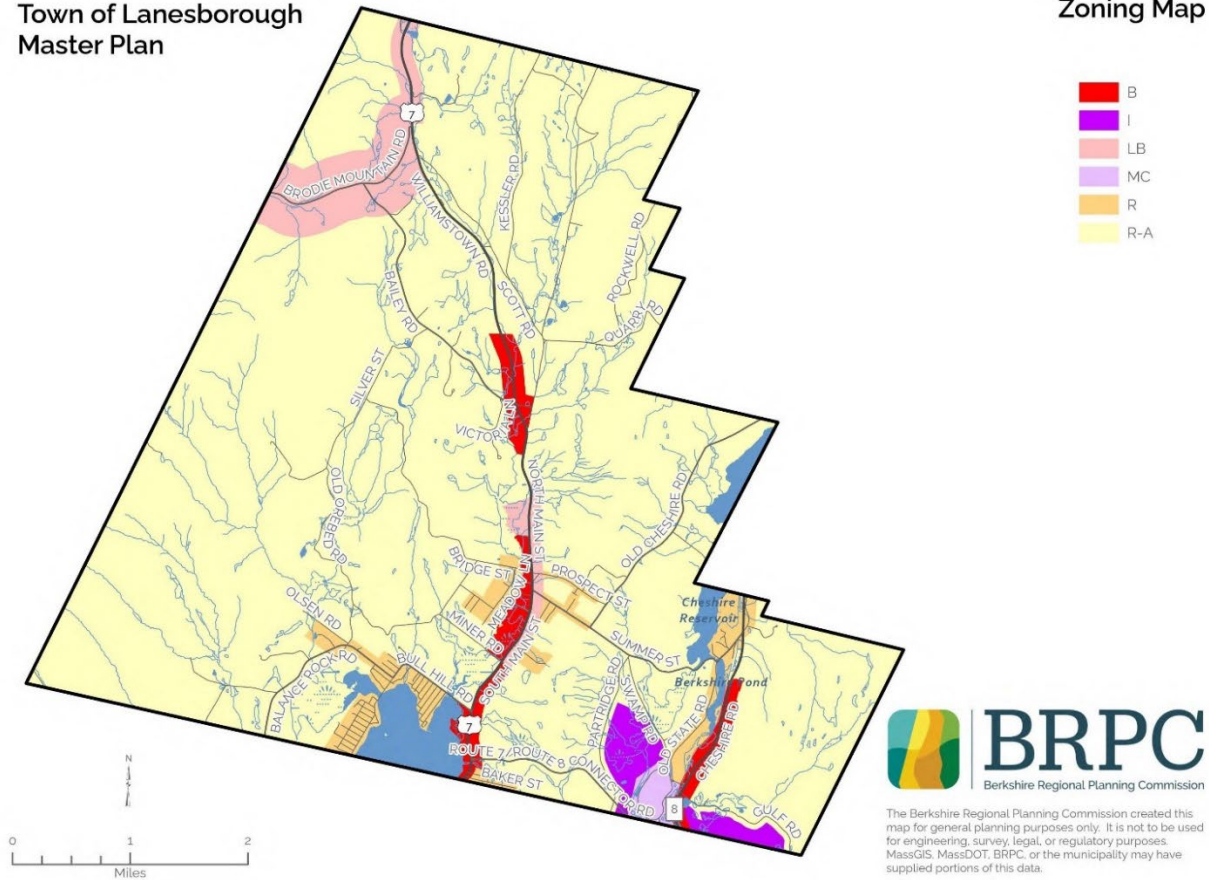 Town of Lanesborough
Master Plan
Zoning Map
B
I
LB
MC
R
R-A
7
BRODIE MOUNTAIN RD
WILLIAMSTOWN RD
KESSLER RD
ROCKWELL RD
SCOTT RD
QUARRY RD
BAILEY RD
SILVER ST
VICTORIA LN
NORTH MAIN ST
OLD CHESHIRE RD
OLD OREBED RD
BRIDGE ST
MEADOW LN
PROSPECT ST
OLSEN RD
MINER RD
SOUTH MAIN ST
SUMMER ST
Cheshire
Reservoir
BALANCE ROCK RD
BULL HILL RD
PARTRIDGE RD
SWAMP RD
Berkshire Pond
OLD STATE RD
CHESHIRE RD
7
ROUTE 7/ROUTE 8 CONNECTOR RD
BAKER ST
8
GULF RD
N
0
1
2
Miles
BRPC
Berkshire Regional Planning Commission
The Berkshire Regional Planning Commission created this
map for general planning purposes only. It is not to be used
for engineering, survey, legal, or regulatory purposes.
MassGIS, MassDOT, BRPC, or the municipality may have
supplied portions of this data.